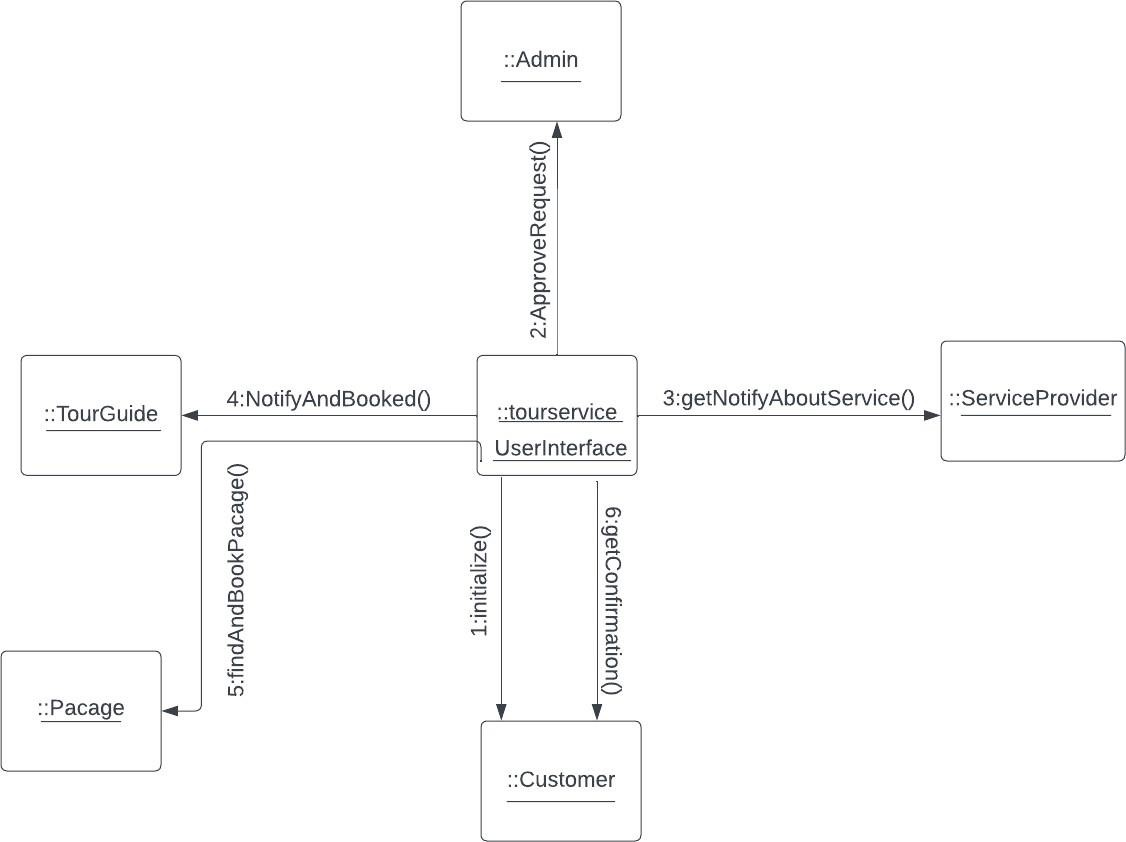 ::Admin
2:ApproveRequest()
::TourGuide
4:NotifyAndBooked()
::tourservice
UserInterface
3:getNotifyAboutService()
::ServiceProvider
5:findAndBookPacage()
1:initialize()
6:getConfirmation()
::Pacage
::Customer